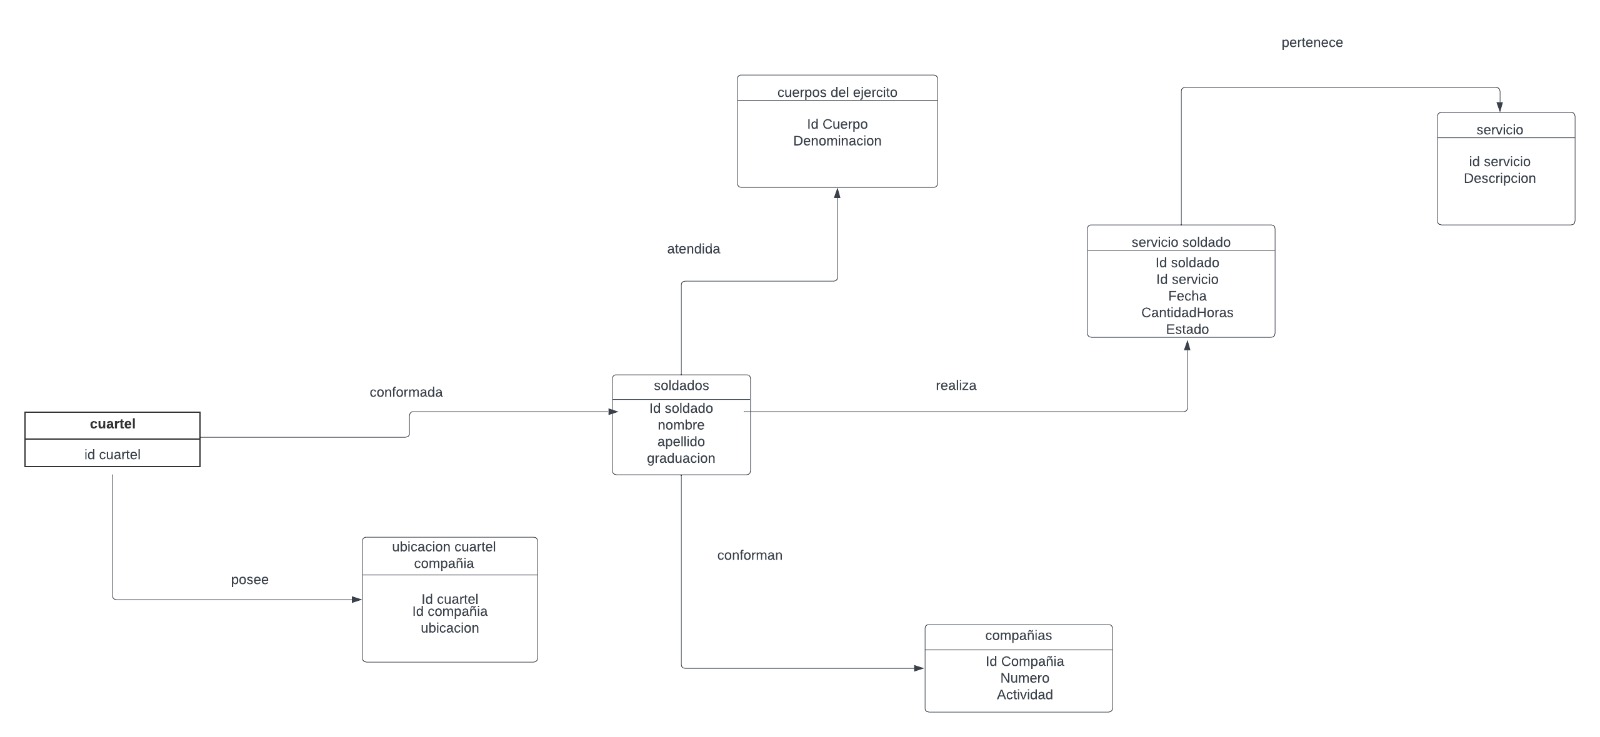 pertenece
cuerpos del ejercito
Id Cuerpo
Denominacion
servicio
id servicio
Descripcion
atendida
servicio soldado
Id soldado
Id servicio
Fecha
CantidadHoras
Estado
conformada
soldados
Id soldado
nombre
apellido
graduacion
realiza
cuartel
id cuartel
posee
ubicacion cuartel
compañia
Id cuartel
Id compañia
ubicacion
conforman
compañias
Id Compañia
Numero
Actividad